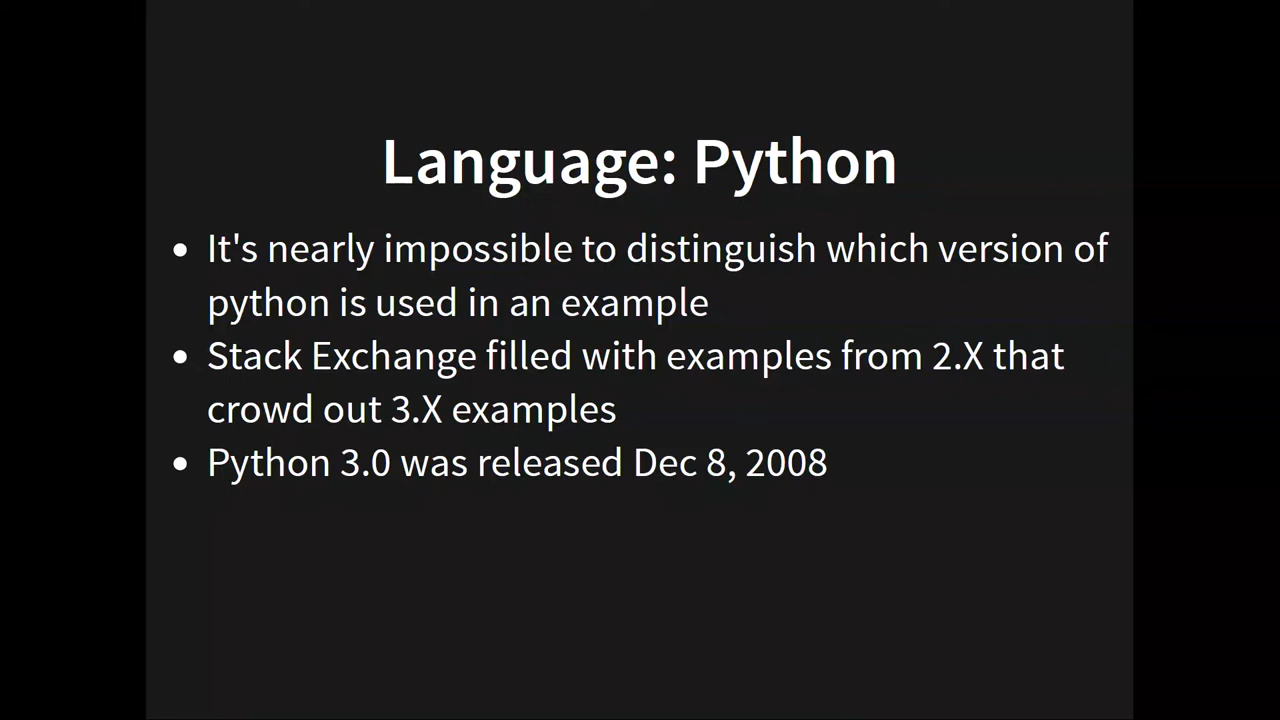 Language: Python
• It's nearly impossible to distinguish which version of
python is used in an example
• Stack Exchange filled with examples from 2.X that
crowd out 3.X examples
• Python 3.0 was released Dec 8, 2008